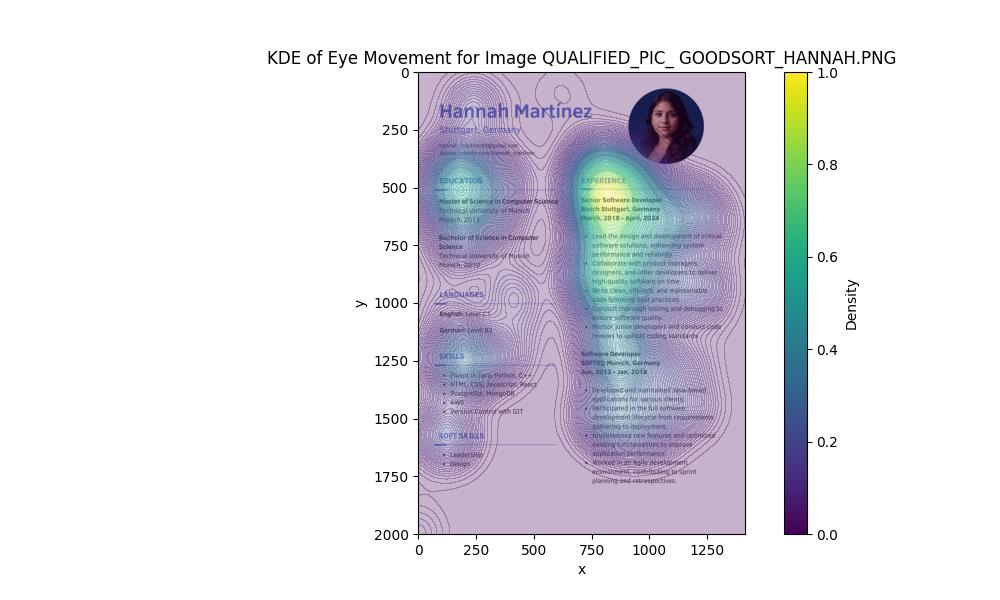 KDE of Eye Movement for Image QUALIFIED_PIC_ GOODSORT_HANNAH.PNG
0
250
500
750
1000
1250
1500
1750
2000
y
0
250
500
750
1000
1250
x
1.0
0.8
0.6
0.4
0.2
0.0
Density
Hannah Martínez
Stuttgart, Germany
EDUCATION
Master of Science in Computer Science
Technical University of Munich
Munich, 2013
Bachelor of Science in Computer
Science
Technical University of Munich
Munich, 2010
LANGUAGES
English: Level C1
German: Level B2
SKILLS
• Fluent in Java, Python, C++
• HTML, CSS, Javascript, React
• PostgreSql, MongoDB
• AWS
• Version Control with GIT
SOFT SKILLS
• Leadership
• Design
EXPERIENCE
Senior Software Developer
Bosch Stuttgart, Germany
March, 2018 - April, 2024
• Lead the design and development of critical
software solutions, enhancing system
performance and reliability.
• Collaborate with product managers,
designers, and other developers to deliver
high-quality software on time.
• Write clean, efficient, and maintainable
code following best practices.
• Conduct thorough testing and debugging to
ensure software quality.
• Mentor junior developers and conduct code
reviews to uphold coding standards.
Software Developer
SOFTEQ Munich, Germany
Jun, 2013 - Jan, 2018
• Developed and maintained Java-based
applications for various clients.
• Participated in the full software
development lifecycle from requirements
gathering to deployment.
• Implemented new features and optimized
existing functionalities to improve
application performance.
• Worked in an Agile development
environment, contributing to sprint
planning and retrospectives.